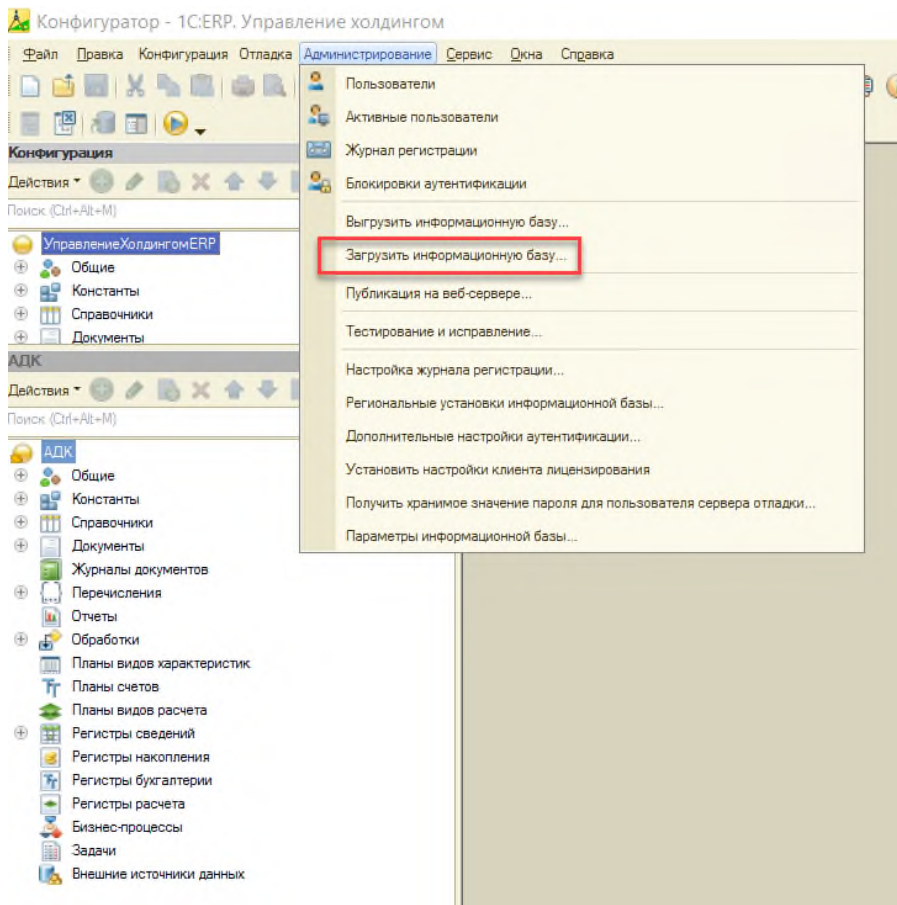 Конфигуратор - 1С:ERP. Управление холдингом
Файл Правка Конфигурация Отладка Администрирование Сервис Окна Справка
Пользователи
Активные пользователи
Журнал регистрации
Блокировки аутентификации
Выгрузить информационную базу...
Загрузить информационную базу...
Публикация на веб-сервере...
Тестирование и исправление...
Настройка журнала регистрации...
Региональные установки информационной базы...
Дополнительные настройки аутентификации...
Установить настройки клиента лицензирования
Получить хранимое значение пароля для пользователя сервера отладки...
Параметры информационной базы...
Конфигурация
Действия
Поиск (Ctrl+Alt+M)
УправлениеХолдингомERP
Общие
Константы
Справочники
Документы
АДК
Действия
Поиск (Ctrl+Alt+M)
АДК
Общие
Константы
Справочники
Документы
Журналы документов
Перечисления
Отчеты
Обработки
Планы видов характеристик
Планы счетов
Планы видов расчета
Регистры сведений
Регистры накопления
Регистры бухгалтерии
Регистры расчета
Бизнес-процессы
Задачи
Внешние источники данных